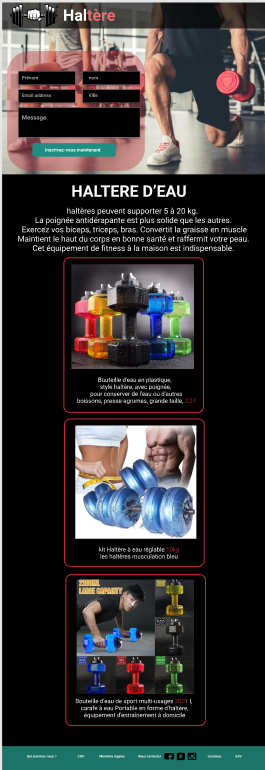 Haltère
Prénom
nom
Email address
Ville
Message
Inscrivez-vous maintenant
HALTERE D'EAU
haltères peuvent supporter 5 à 20 kg.
La poignée antidérapante est plus solide que les autres.
Exercez vos biceps, triceps, bras. Convertit la graisse en muscle
Maintient le haut du corps en bonne santé et raffermit votre peau.
Cet équipement de fitness à la maison est indispensable.
Bouteille d'eau en plastique,
style haltère, avec poignée,
pour conserver de l'eau ou d'autres
boissons, presse-agrumes, grande taille, 2,2 l
kit Haltère à eau réglable 10kg
les haltères musculation bleu
2200ML
LARGE CAPACITY
Bouteille d'eau de sport multi-usages 2021 l,
carafe à eau Portable en forme d'haltère,
équipement d'entraînement à domicile
Qui sommes-nous ?
CGV
Mentions légales
Nous contacter
Livraison
SAV